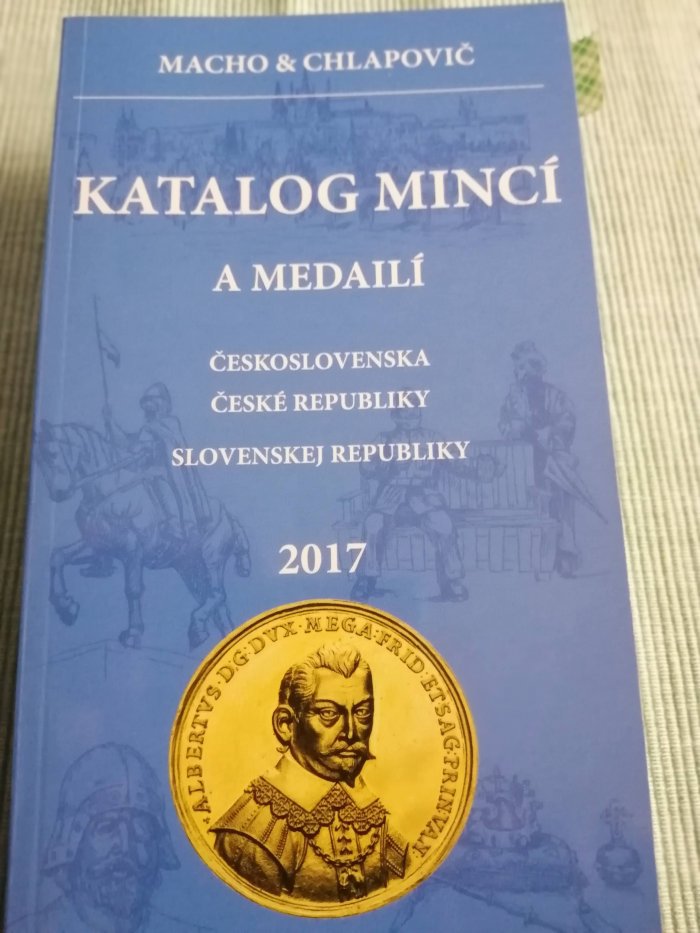 MACHO & CHLAPOVIČ
KATALOG MINCÍ
A MEDAILÍ
ČESKOSLOVENSKA
ČESKÉ REPUBLIKY
SLOVENSKEJ REPUBLIKY
2017
·ALBERTVS·D·G·DVX·MEGA·FRID·ET·SAG·PRIN·VAN·